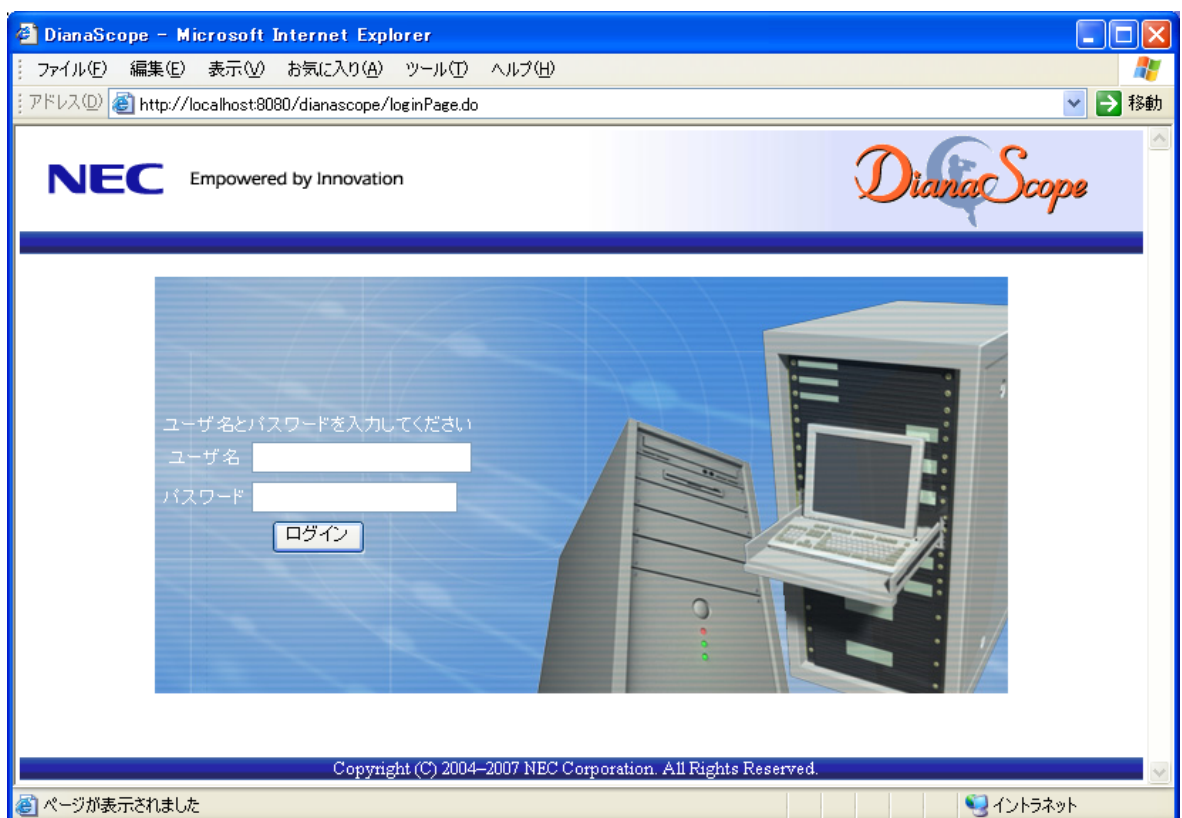 DianaScope - Microsoft Internet Explorer
ファイル(F) 編集(E) 表示(V) お気に入り(A) ツール(T) ヘルプ(H)
アドレス(D) http://localhost:8080/dianascope/loginPage.do 移動
NEC Empowered by Innovation DianaScope
ユーザ名とパスワードを入力してください
ユーザ名
パスワード
ログイン
Copyright (C) 2004-2007 NEC Corporation. All Rights Reserved.
ページが表示されました イントラネット